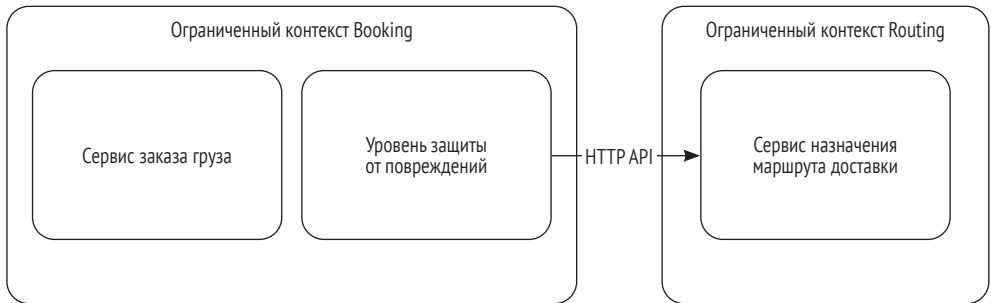 Ограниченный контекст Booking
Ограниченный контекст Routing
Сервис заказа груза
Уровень защиты
от повреждений
HTTP API
Сервис назначения
маршрута доставки